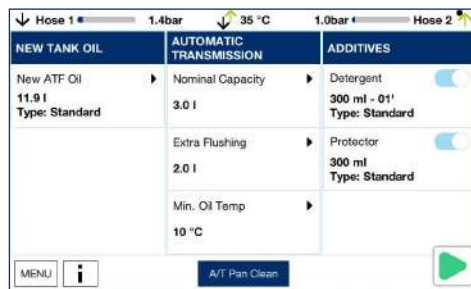 Hose 1 1.4bar 35 °C 1.0bar Hose 2
NEW TANK OIL
New ATF Oil
11.9 l
Type: Standard
AUTOMATIC
TRANSMISSION
Nominal Capacity
3.0 l
Extra Flushing
2.0 l
Min. Oil Temp
10 °C
ADDITIVES
Detergent
300 ml - 01'
Type: Standard
Protector
300 ml
Type: Standard
MENU i A/T Pan Clean